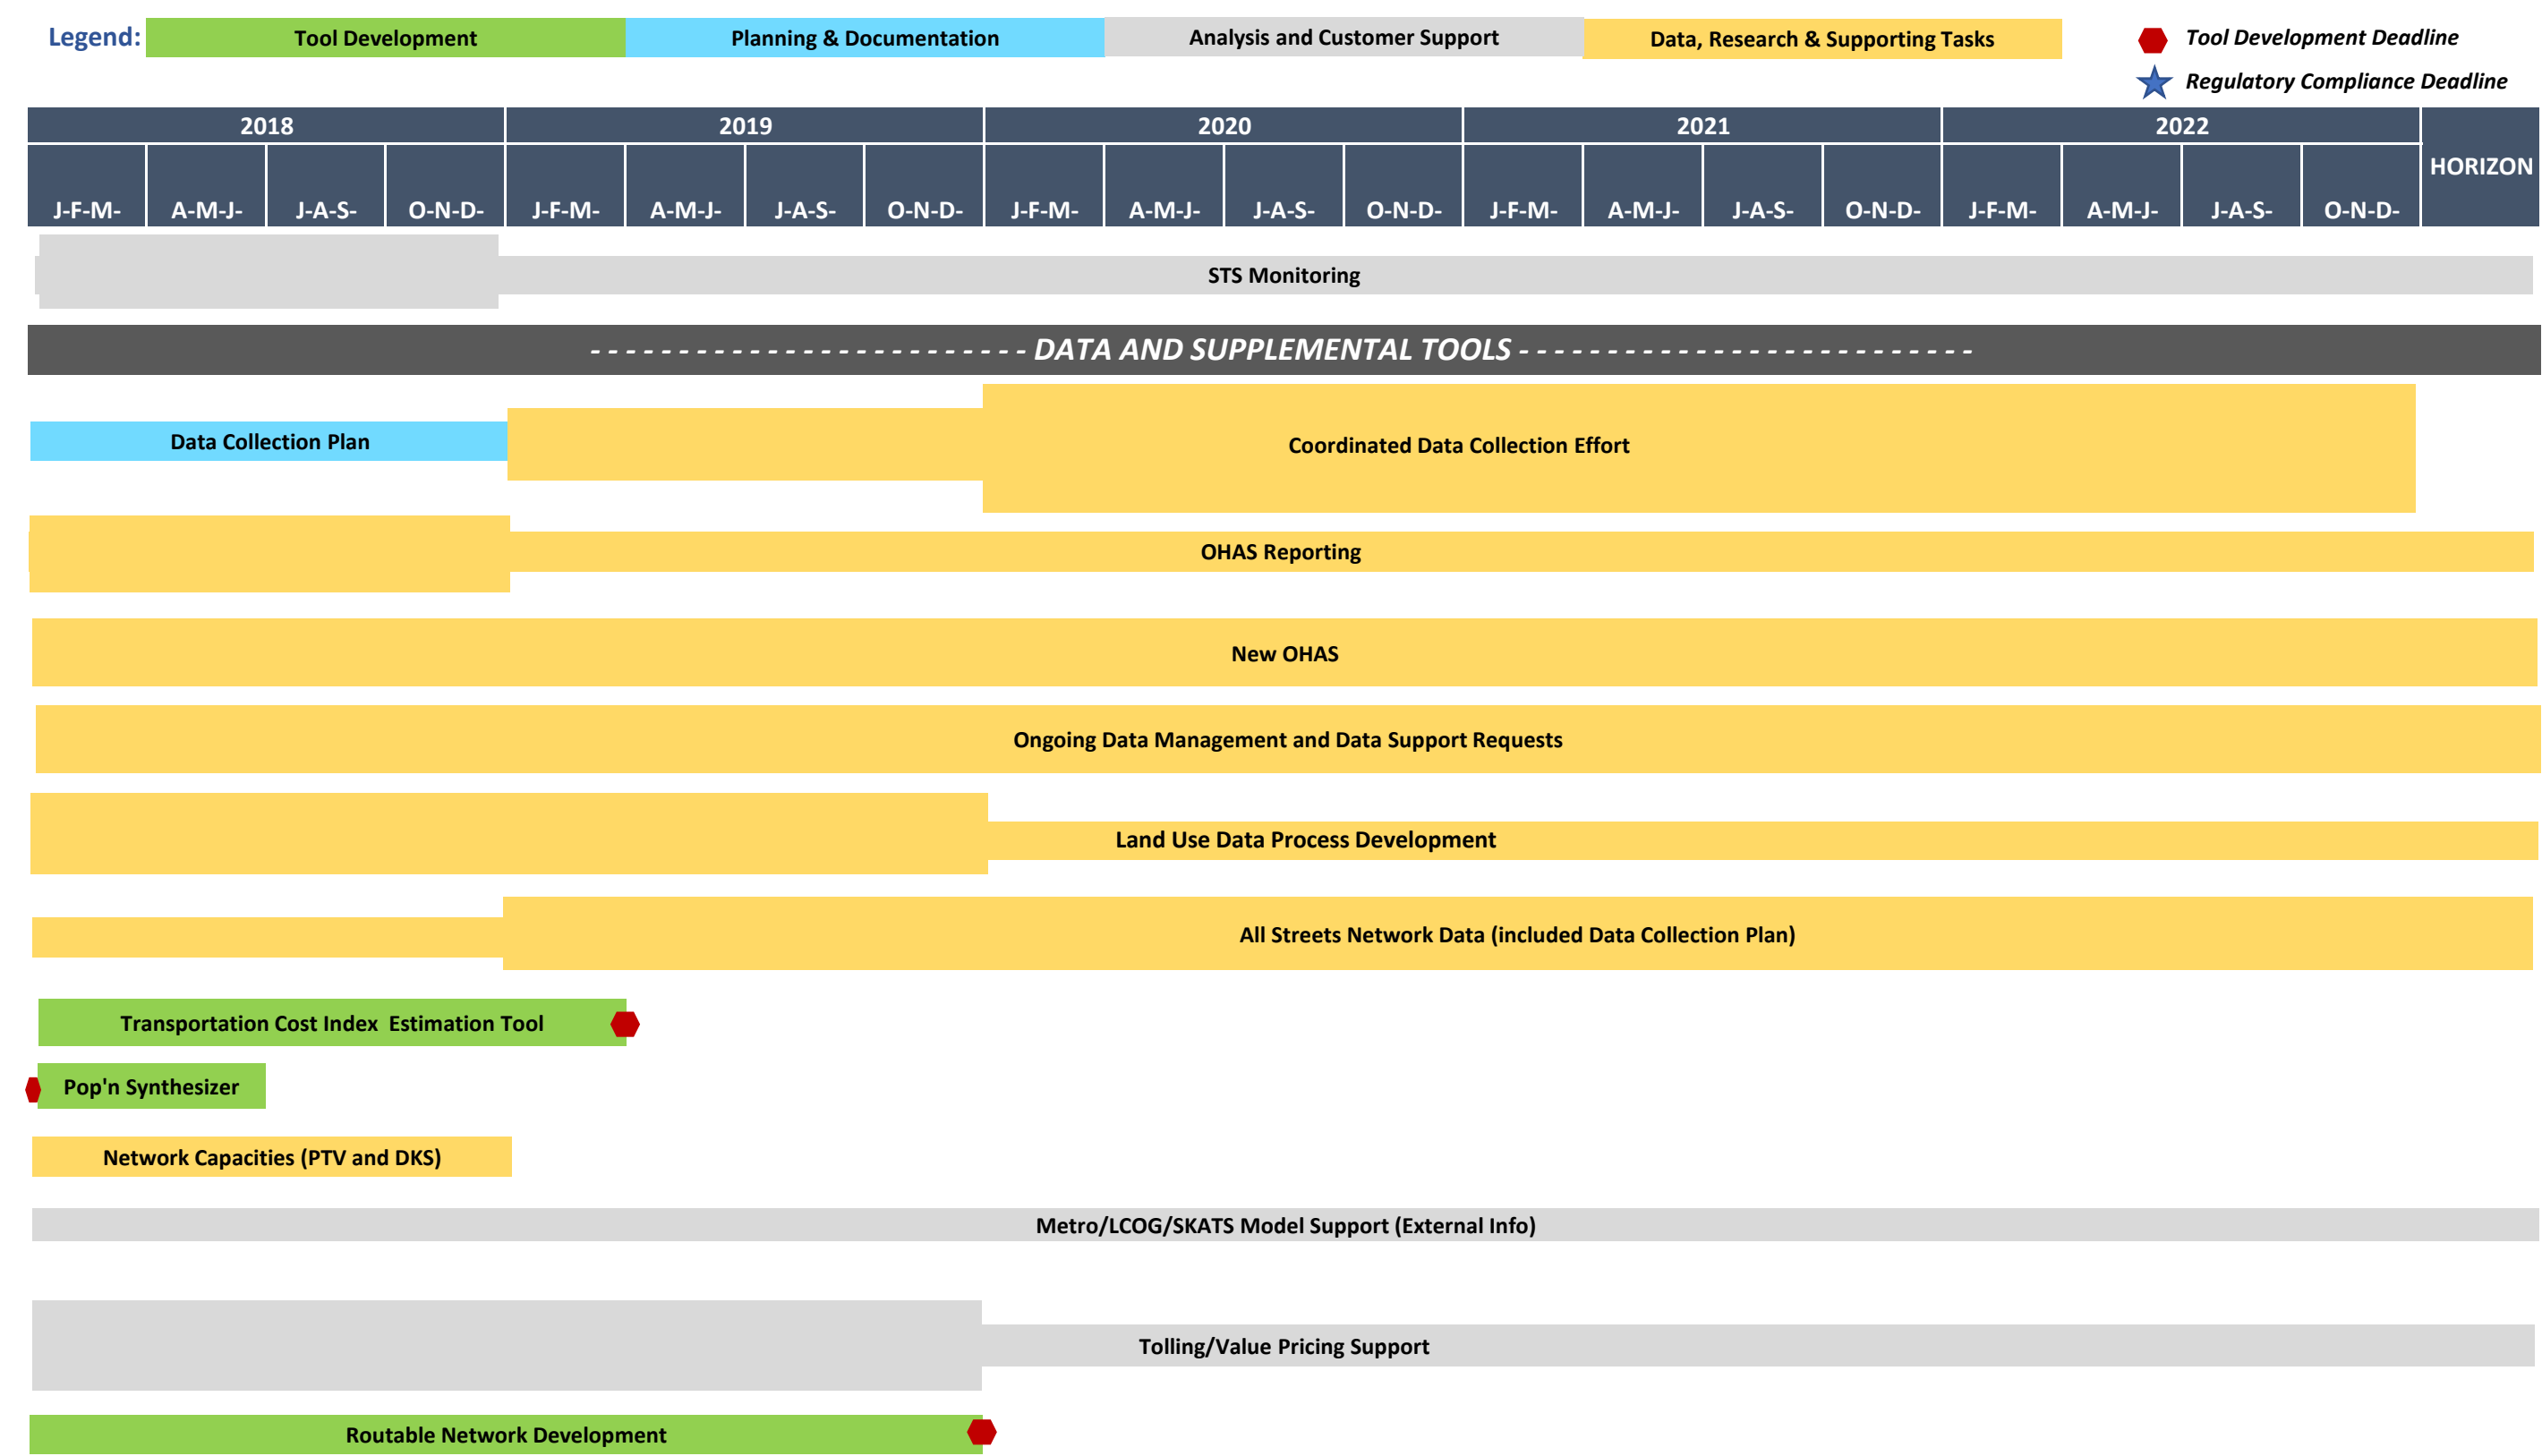 Legend: Tool Development Planning & Documentation Analysis and Customer Support Data, Research & Supporting Tasks Tool Development Deadline
Regulatory Compliance Deadline
2018 2019 2020 2021 2022
HORIZON
J-F-M- A-M-J- J-A-S- O-N-D- J-F-M- A-M-J- J-A-S- O-N-D- J-F-M- A-M-J- J-A-S- O-N-D- J-F-M- A-M-J- J-A-S- O-N-D- J-F-M- A-M-J- J-A-S- O-N-D-
STS Monitoring
- - - - - - - - - - - - - - - - - - - - - - - - - DATA AND SUPPLEMENTAL TOOLS - - - - - - - - - - - - - - - - - - - - - - - - - -
Data Collection Plan Coordinated Data Collection Effort
OHAS Reporting
New OHAS
Ongoing Data Management and Data Support Requests
Land Use Data Process Development
All Streets Network Data (included Data Collection Plan)
Transportation Cost Index Estimation Tool
Pop'n Synthesizer
Network Capacities (PTV and DKS)
Metro/LCOG/SKATS Model Support (External Info)
Tolling/Value Pricing Support
Routable Network Development